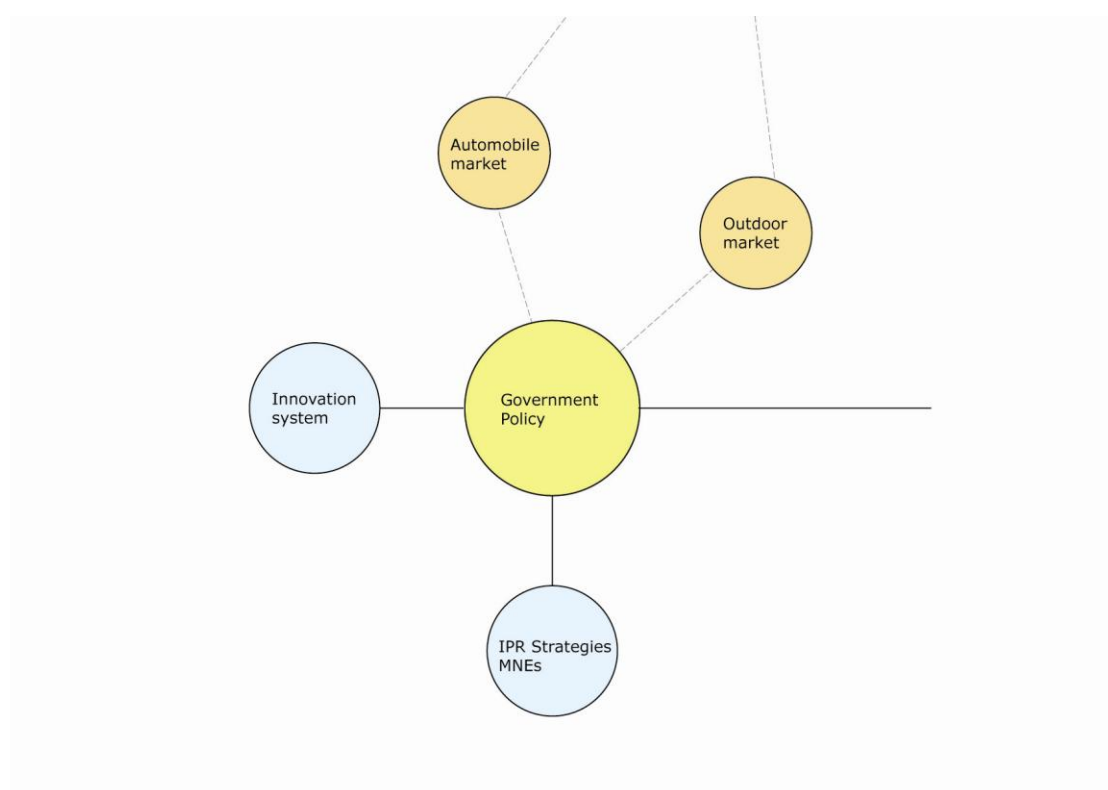 Automobile
market
Outdoor
market
Innovation
system
Government
Policy
IPR Strategies
MNEs